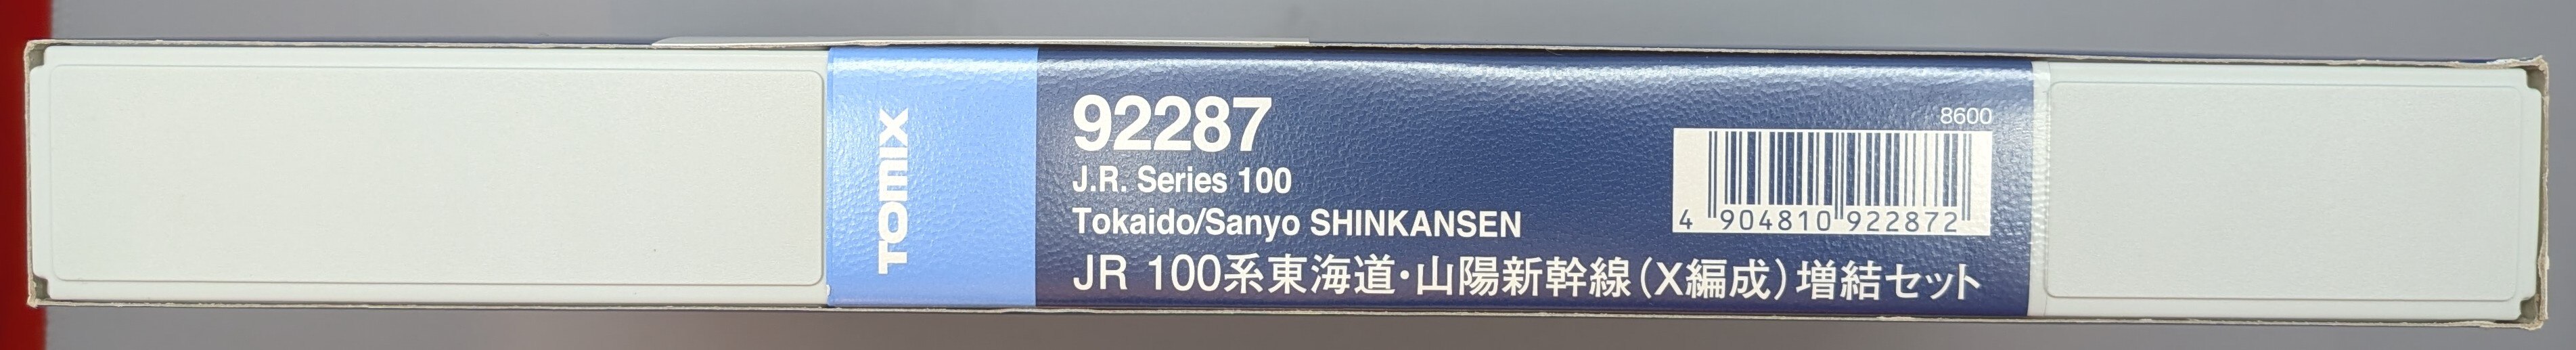 TOMIX
92287
J.R. Series 100
Tokaido/Sanyo SHINKANSEN
JR 100系東海道・山陽新幹線(X編成)増結セット
8600
4 904810 922872